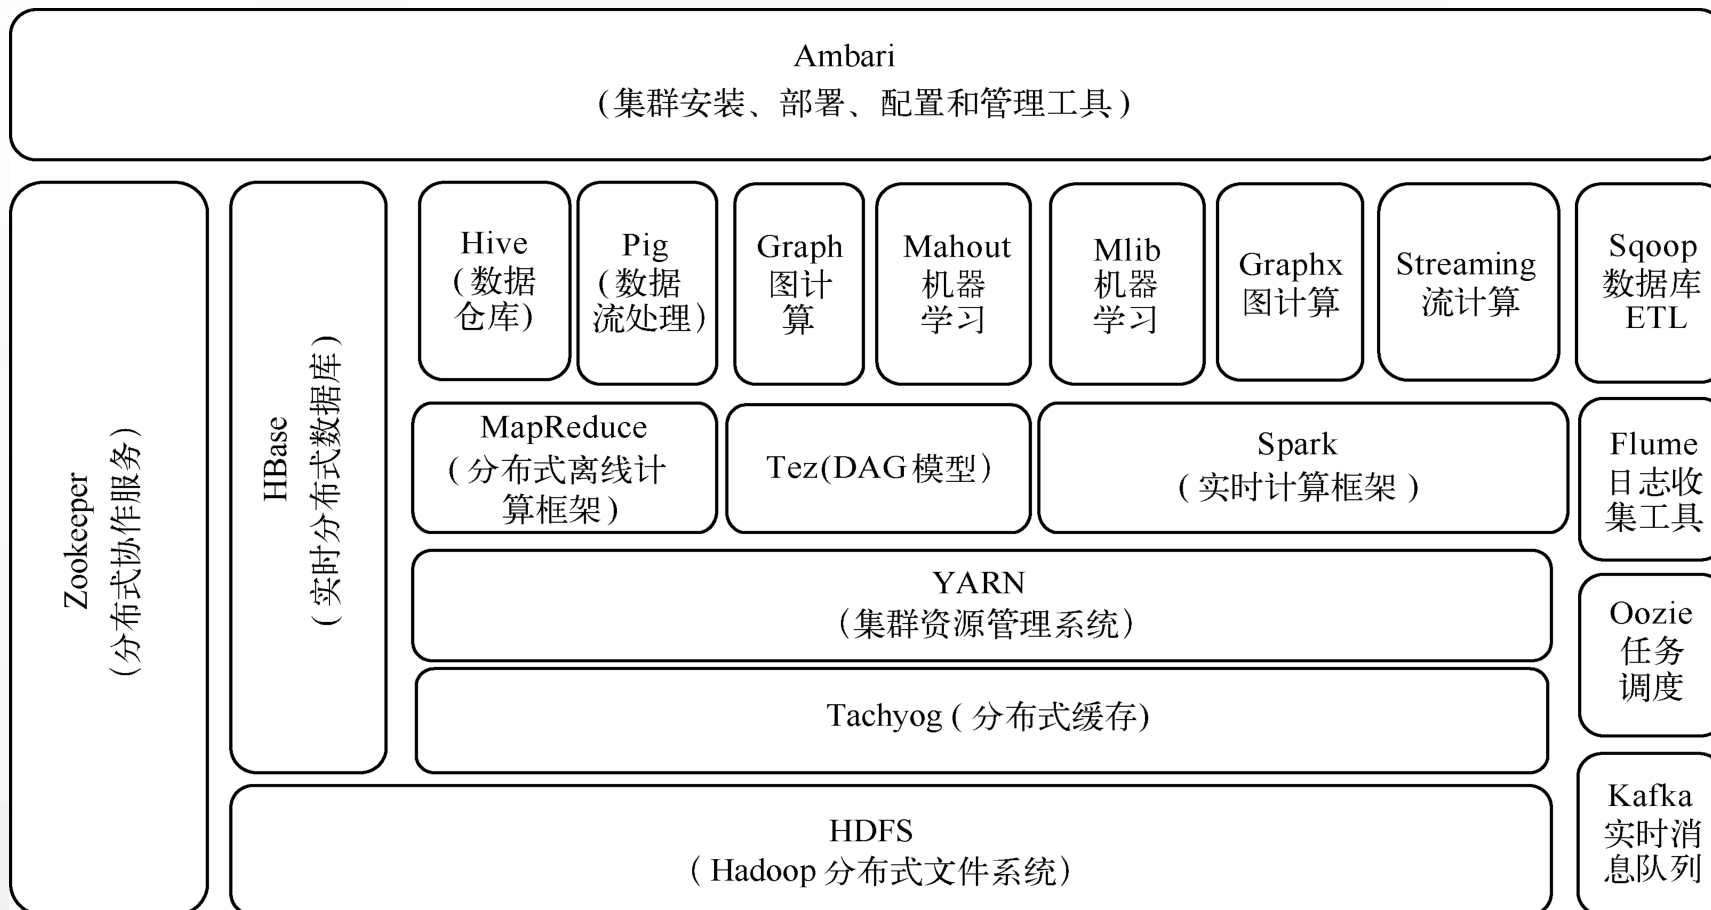 Ambari
(集群安装、部署、配置和管理工具)
Zookeeper
(分布式协作服务)
HBase
(实时分布式数据库)
Hive
(数据
仓库)
Pig
(数据
流处理)
Graph
图计
算
Mahout
机器
学习
Mlib
机器
学习
Graphx
图计算
Streaming
流计算
Sqoop
数据库
ETL
MapReduce
(分布式离线计
算框架)
Tez(DAG模型)
Spark
(实时计算框架)
Flume
日志收
集工具
YARN
(集群资源管理系统)
Oozie
任务
调度
Tachyog(分布式缓存)
HDFS
(Hadoop分布式文件系统)
Kafka
实时消
息队列